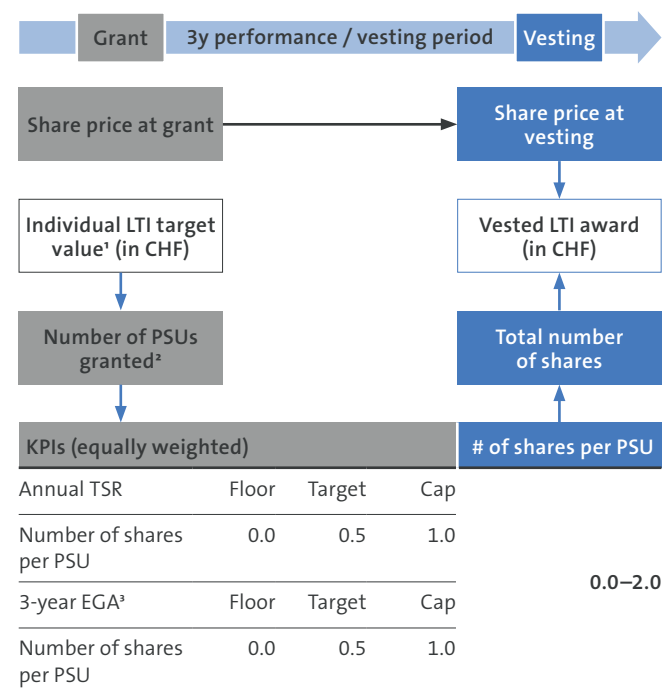 Grant 3y performance / vesting period Vesting
Share price at grant
Share price at
vesting
Individual LTI target
value¹ (in CHF)
Vested LTI award
(in CHF)
Number of PSUs
granted²
Total number
of shares
KPIs (equally weighted) # of shares per PSU
Annual TSR Floor Target Cap
Number of shares 0.0 0.5 1.0
per PSU
0.0–2.0
3-year EGA³ Floor Target Cap
Number of shares 0.0 0.5 1.0
per PSU